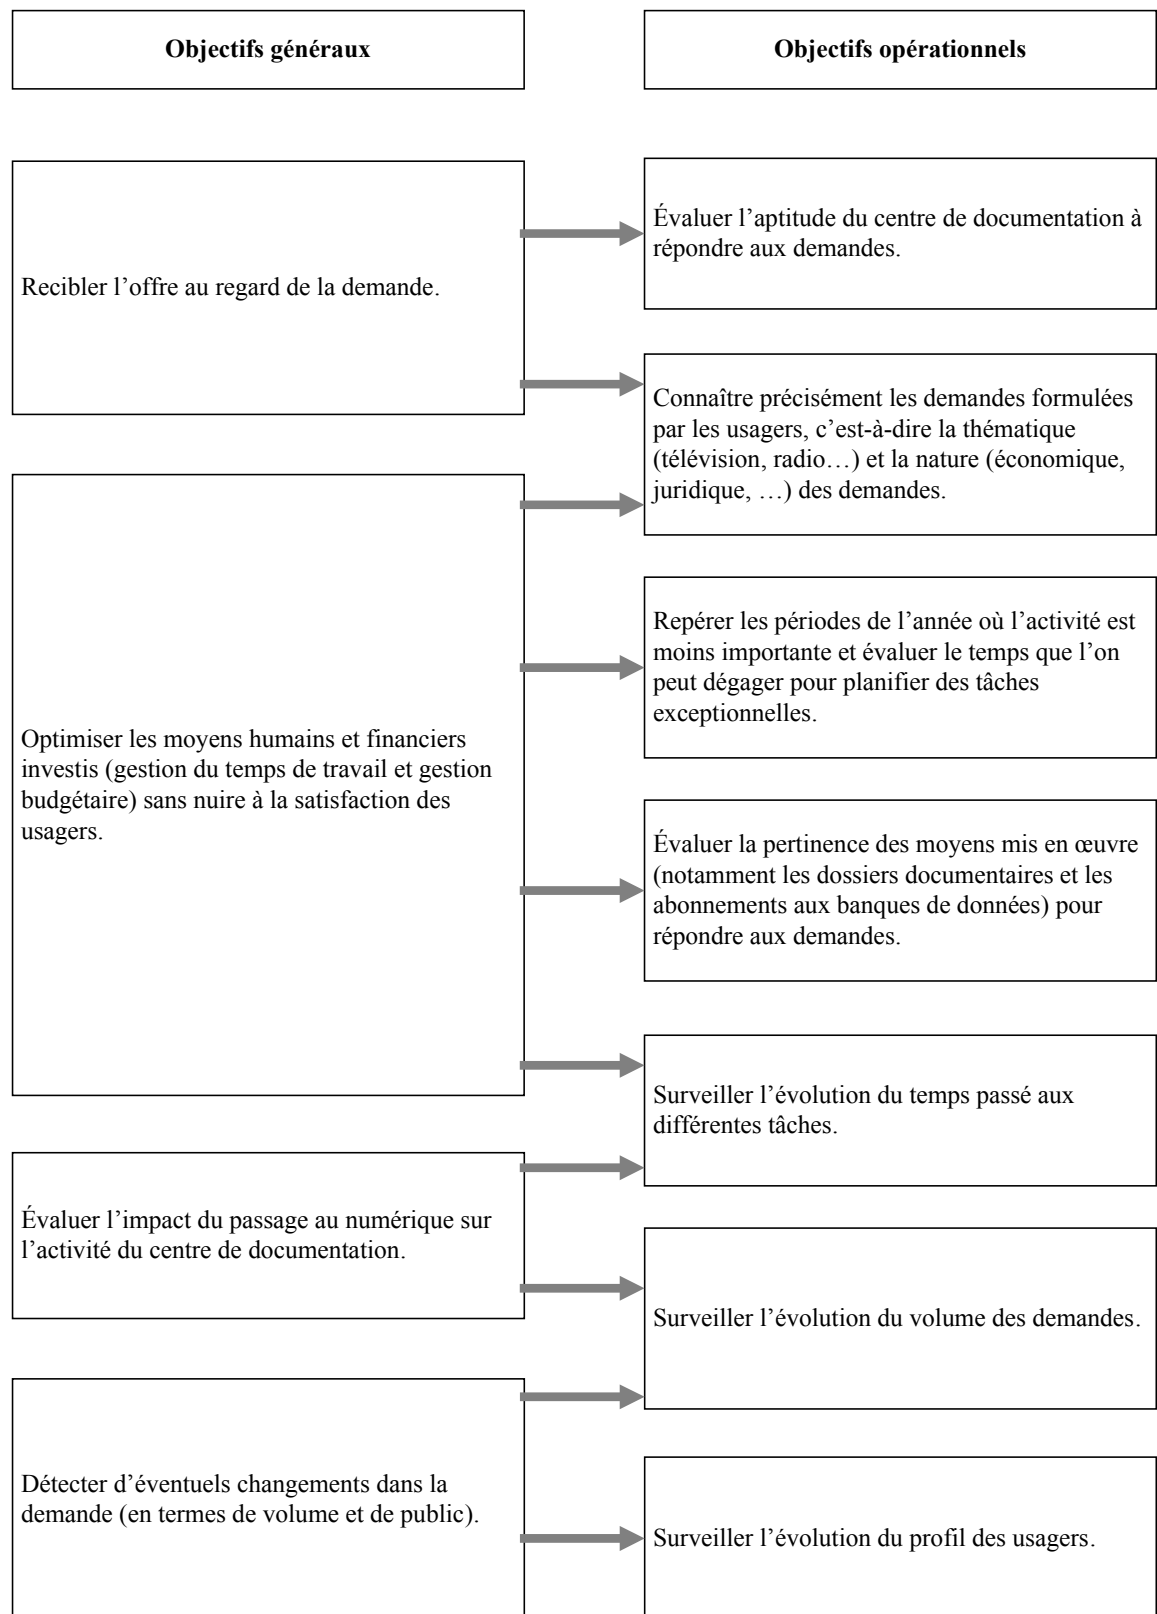 Objectifs généraux
Objectifs opérationnels
Recibler l’offre au regard de la demande.
Évaluer l’aptitude du centre de documentation à
répondre aux demandes.
Connaître précisément les demandes formulées
par les usagers, c’est-à-dire la thématique
(télévision, radio…) et la nature (économique,
juridique, …) des demandes.
Optimiser les moyens humains et financiers
investis (gestion du temps de travail et gestion
budgétaire) sans nuire à la satisfaction des
usagers.
Repérer les périodes de l’année où l’activité est
moins importante et évaluer le temps que l’on
peut dégager pour planifier des tâches
exceptionnelles.
Évaluer la pertinence des moyens mis en œuvre
(notamment les dossiers documentaires et les
abonnements aux banques de données) pour
répondre aux demandes.
Surveiller l’évolution du temps passé aux
différentes tâches.
Évaluer l’impact du passage au numérique sur
l’activité du centre de documentation.
Surveiller l’évolution du volume des demandes.
Détecter d’éventuels changements dans la
demande (en termes de volume et de public).
Surveiller l’évolution du profil des usagers.